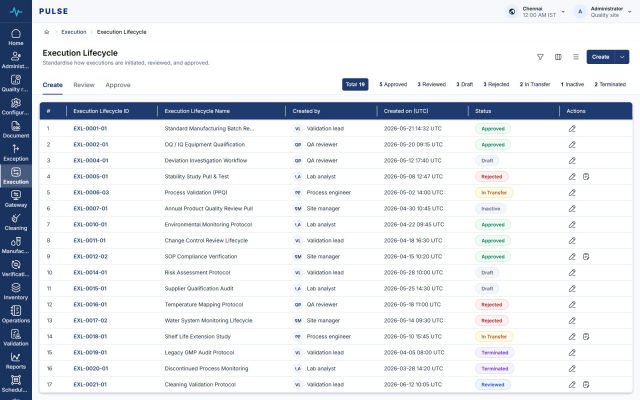 PULSE
Chennai
12:00 AM IST
A
Administrator
Quality site
Home
Administ...
Quality r...
Configur...
Document
Exception
Execution
Gateway
Cleaning
Manufac...
Verificati...
Inventory
Operations
Validation
Reports
Schedul...
Execution
Execution Lifecycle
Execution Lifecycle
Standardise how executions are initiated, reviewed, and approved.
Create
Create Review Approve
Total 19 5 Approved 3 Reviewed 3 Draft 3 Rejected 2 In Transfer 1 Inactive 2 Terminated
# Execution Lifecycle ID Execution Lifecycle Name Created by Created on (UTC) Status Actions
1 EXL-0001-01 Standard Manufacturing Batch Re... VL Validation lead 2026-05-21 14:32 UTC Approved
2 EXL-0002-01 OQ / IQ Equipment Qualification QR QA reviewer 2026-05-20 09:15 UTC Approved
3 EXL-0004-01 Deviation Investigation Workflow QR QA reviewer 2026-05-12 17:40 UTC Draft
4 EXL-0005-01 Stability Study Pull & Test LA Lab analyst 2026-05-08 12:47 UTC Rejected
5 EXL-0006-03 Process Validation (PPQ) PE Process engineer 2026-05-02 14:00 UTC In Transfer
6 EXL-0007-01 Annual Product Quality Review Pull SM Site manager 2026-04-30 10:45 UTC Inactive
7 EXL-0010-01 Environmental Monitoring Protocol LA Lab analyst 2026-04-22 09:45 UTC Approved
8 EXL-0011-01 Change Control Review Lifecycle VL Validation lead 2026-04-18 16:30 UTC Approved
9 EXL-0012-02 SOP Compliance Verification SM Site manager 2026-04-15 10:20 UTC Approved
10 EXL-0014-01 Risk Assessment Protocol VL Validation lead 2026-05-28 10:00 UTC Draft
11 EXL-0015-01 Supplier Qualification Audit LA Lab analyst 2026-05-25 14:30 UTC Draft
12 EXL-0016-01 Temperature Mapping Protocol QR QA reviewer 2026-05-18 11:00 UTC Rejected
13 EXL-0017-02 Water System Monitoring Lifecycle SM Site manager 2026-05-14 09:30 UTC Rejected
14 EXL-0018-01 Shelf Life Extension Study PE Process engineer 2026-05-10 15:45 UTC In Transfer
15 EXL-0019-01 Legacy GMP Audit Protocol VL Validation lead 2026-04-05 08:00 UTC Terminated
16 EXL-0020-01 Discontinued Process Monitoring LA Lab analyst 2026-03-28 14:20 UTC Terminated
17 EXL-0021-01 Cleaning Validation Protocol VL Validation lead 2026-06-12 10:05 UTC Reviewed